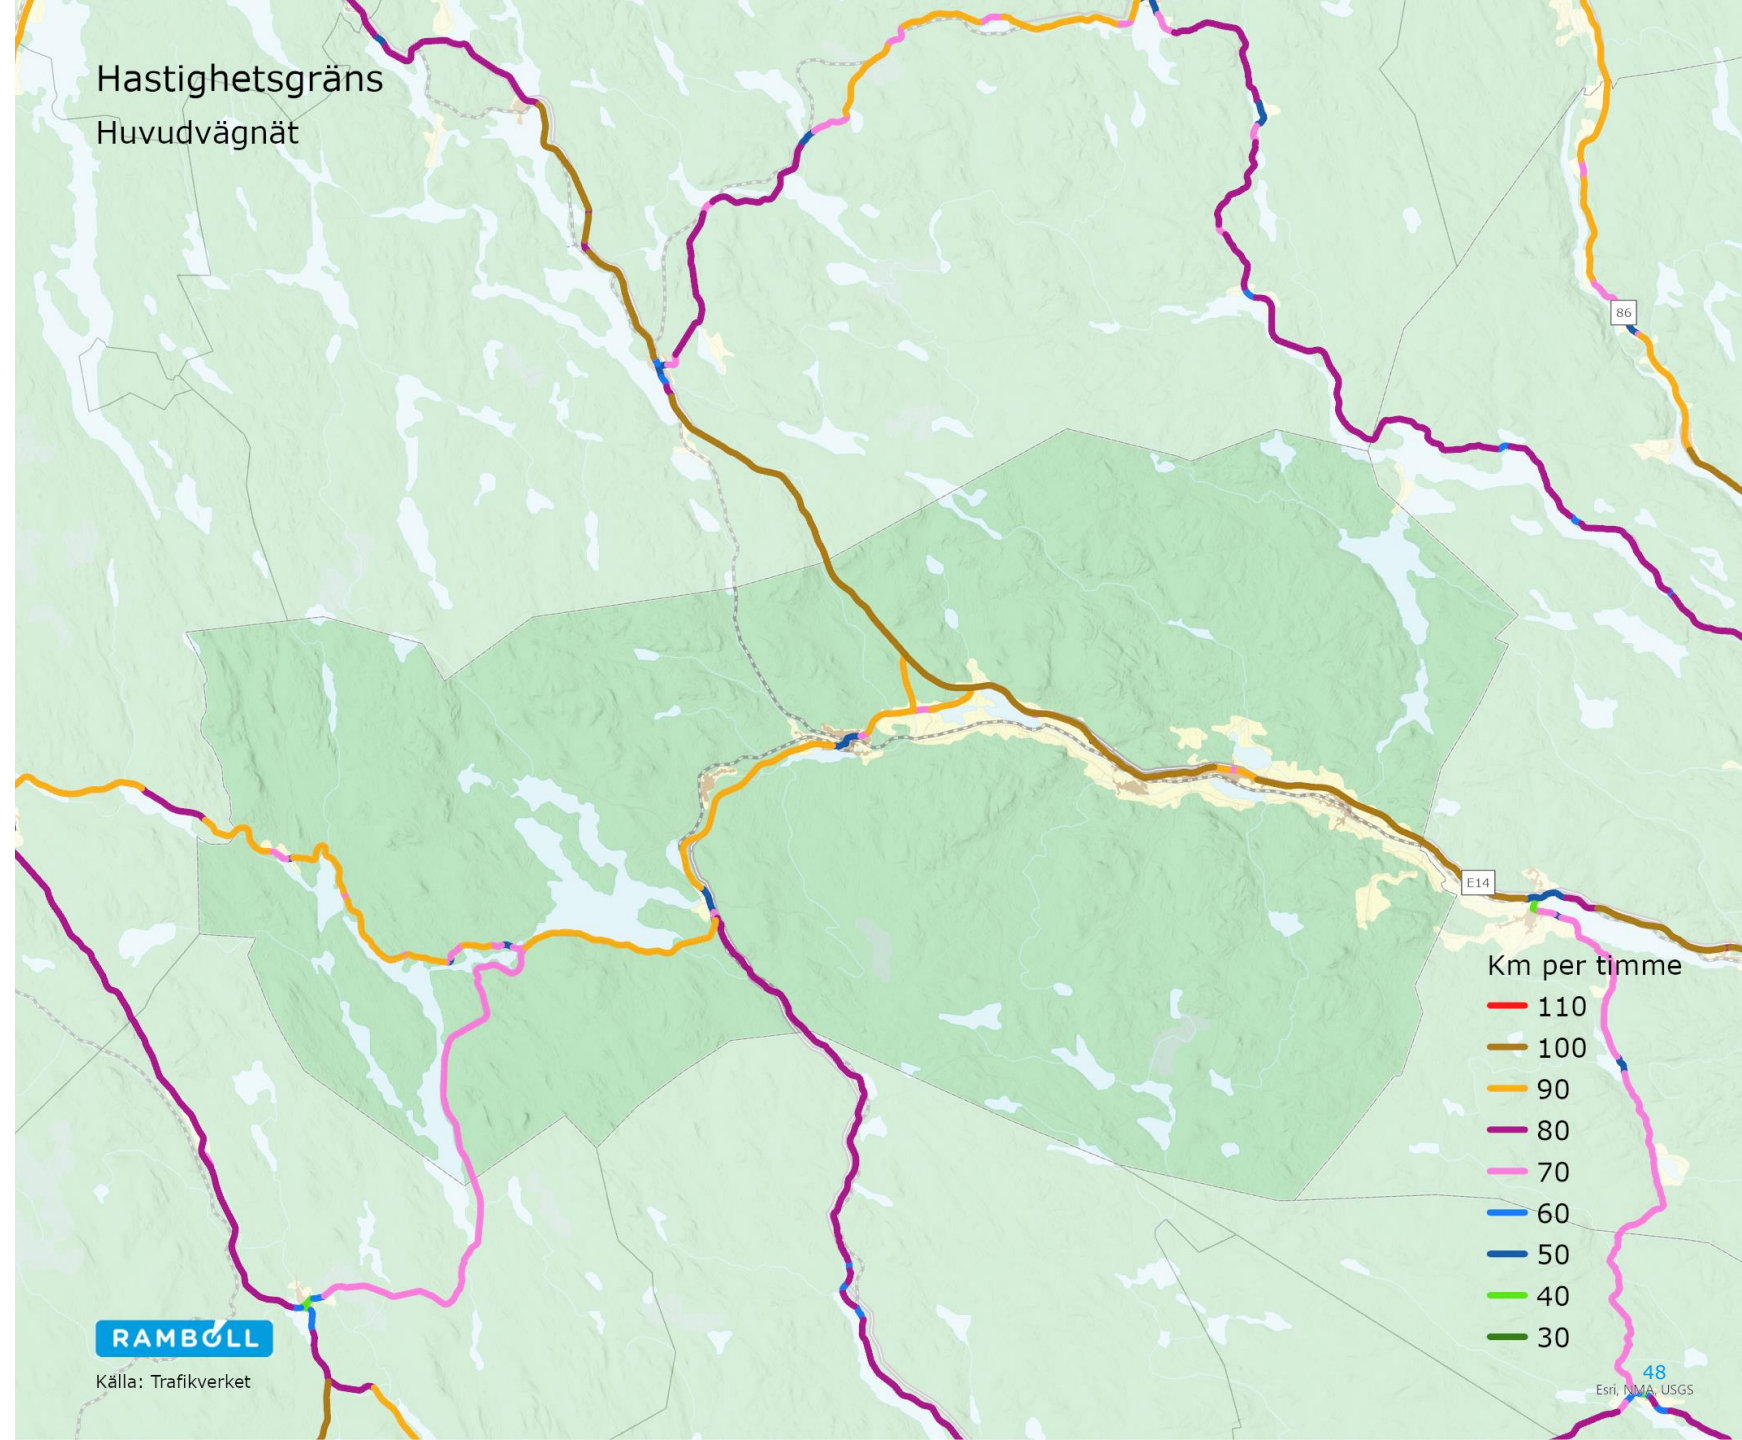 Hastighetsgräns
Huvudvägnät
86
E14
Km per timme
110
100
90
80
70
60
50
40
30
RAMBOLL
Källa: Trafikverket
48
Esri, NMA, USGS